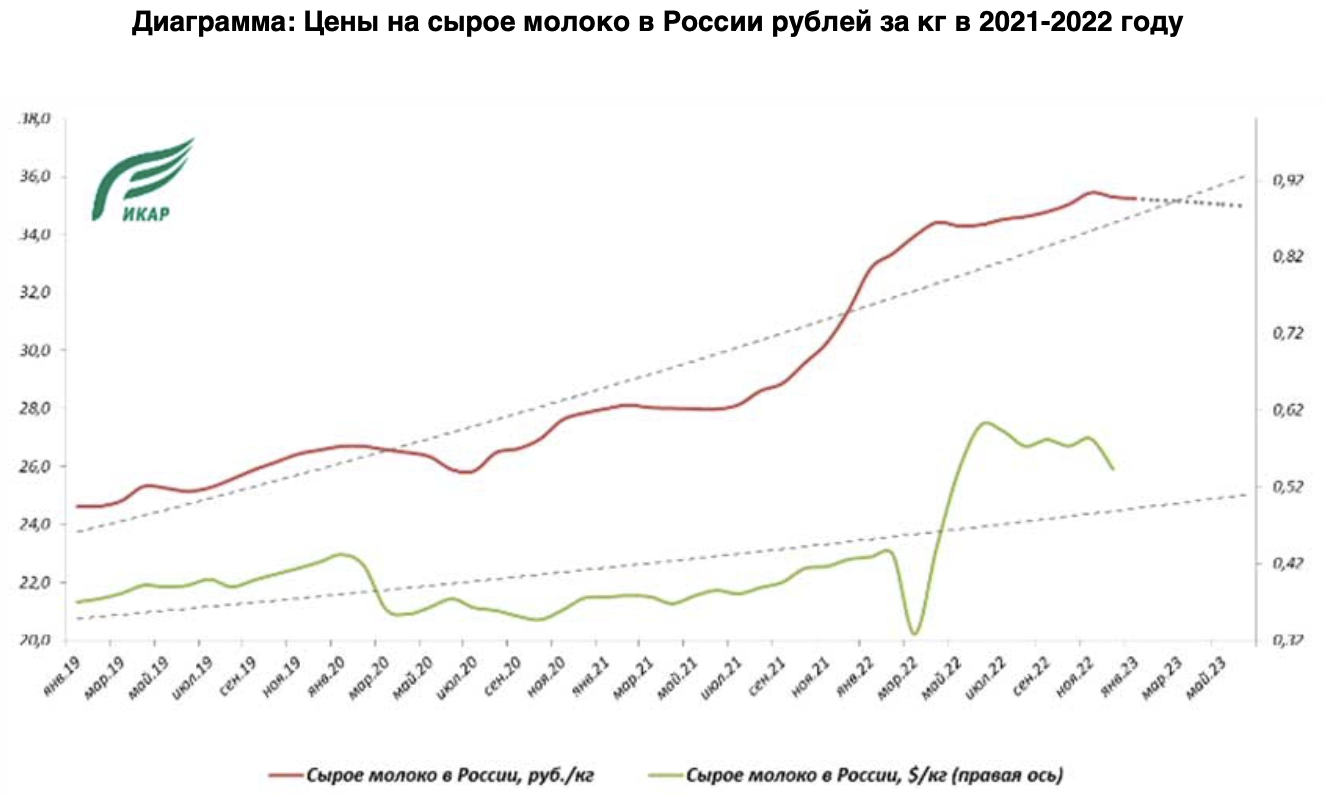 Диаграмма: Цены на сырое молоко в России рублей за кг в 2021-2022 году
38,0
36,0
34,0
32,0
30,0
28,0
26,0
24,0
22,0
20,0
ИКАР
0,92
0,82
0,72
0,62
0,52
0,42
0,32
янв.19
мар.19
май.19
июл.19
сен.19
ноя.19
янв.20
мар.20
май.20
июл.20
сен.20
ноя.20
янв.21
мар.21
май.21
июл.21
сен.21
ноя.21
янв.22
мар.22
май.22
июл.22
сен.22
ноя.22
янв.23
мар.23
май.23
Сырое молоко в России, руб./кг
Сырое молоко в России, $/кг (правая ось)